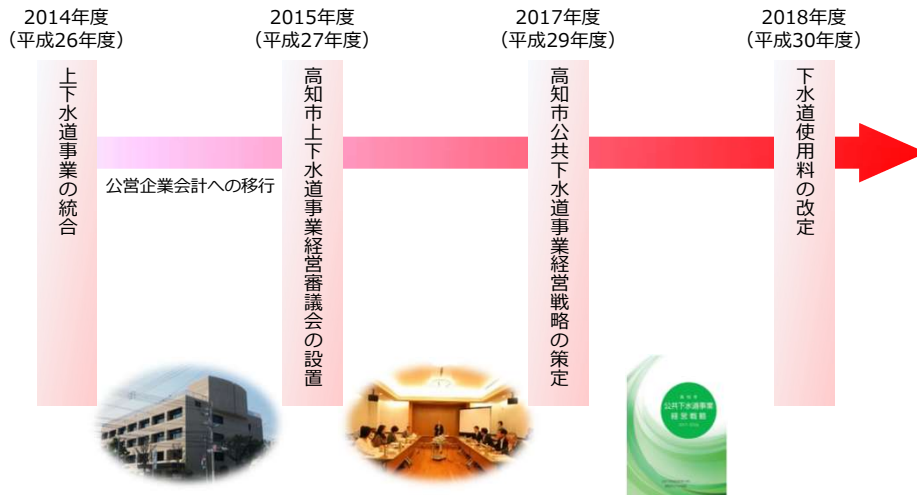 2014年度
（平成26年度）
2015年度
（平成27年度）
2017年度
（平成29年度）
2018年度
（平成30年度）
上下水道事業の統合
公営企業会計への移行
高知市上下水道事業経営審議会の設置
高知市公共下水道事業経営戦略の策定
下水道使用料の改定
高知市
公共下水道事業
経営戦略